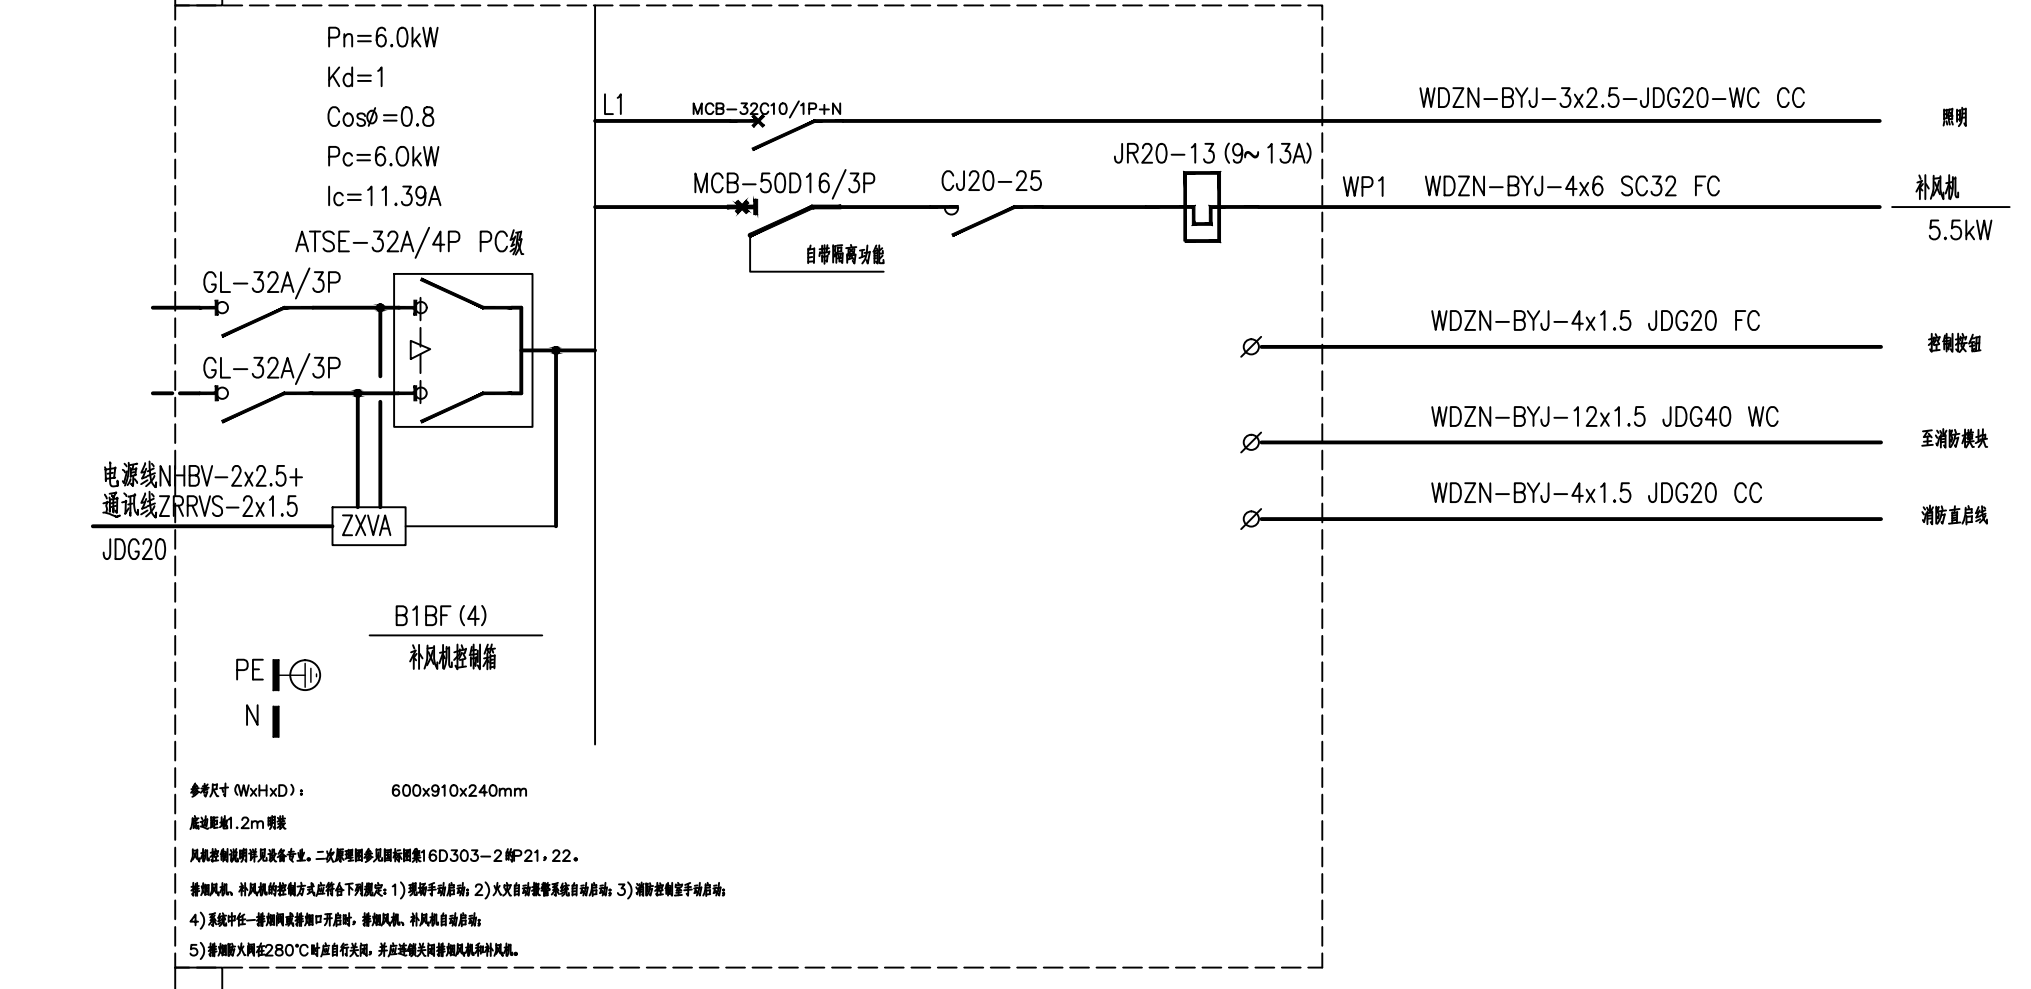 Pn=6.0kW
Kd=1
Cosø=0.8
Pc=6.0kW
Ic=11.39A
ATSE-32A/4P PC级
GL-32A/3P
GL-32A/3P
电源线NHBV-2x2.5+
通讯线ZRRVS-2x1.5
JDG20
ZXVA
B1BF(4)
补风机控制箱
PE
N
L1
MCB-32C10/1P+N
WDZN-BYJ-3x2.5-JDG20-WC CC
照明
MCB-50D16/3P
自带隔离功能
CJ20-25
JR20-13(9~13A)
WP1
WDZN-BYJ-4x6 SC32 FC
补风机
5.5kW
WDZN-BYJ-4x1.5 JDG20 FC
控制按钮
WDZN-BYJ-12x1.5 JDG40 WC
至消防模块
WDZN-BYJ-4x1.5 JDG20 CC
消防直启线
参考尺寸(WxHxD): 600x910x240mm
底边距地1.2m明装
风机控制说明详见设备专业。二次原理图参见国标图集16D303-2的P21,22。
排烟风机、补风机的控制方式应符合下列规定:1)现场手动启动;2)火灾自动报警系统自动启动;3)消防控制室手动启动;
4)系统中任一排烟阀或排烟口开启时,排烟风机、补风机自动启动;
5)排烟防火阀在280℃时应自行关闭,并应连锁关闭排烟风机和补风机。